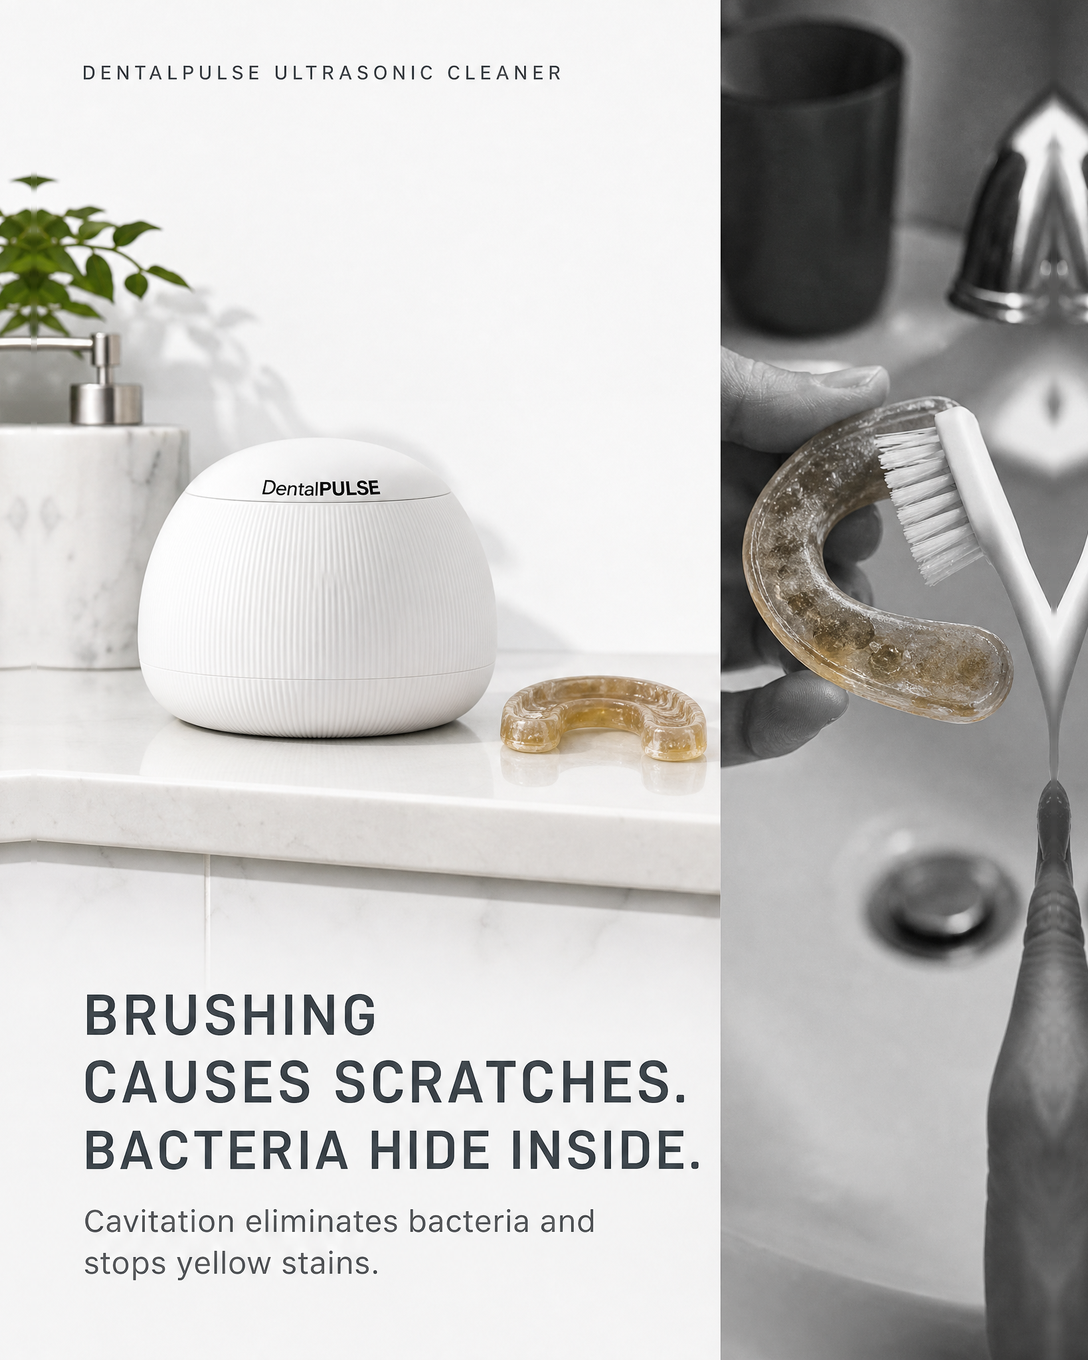 DENTALPULSE ULTRASONIC CLEANER
DentalPULSE
BRUSHING
CAUSES SCRATCHES.
BACTERIA HIDE INSIDE.
Cavitation eliminates bacteria and
stops yellow stains.